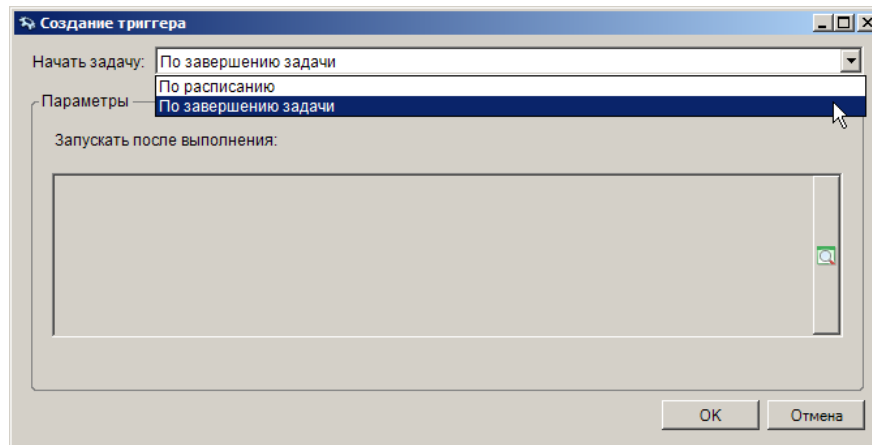 Создание триггера
Начать задачу: По завершению задачи
По расписанию
Параметры По завершению задачи
Запускать после выполнения:
OK Отмена